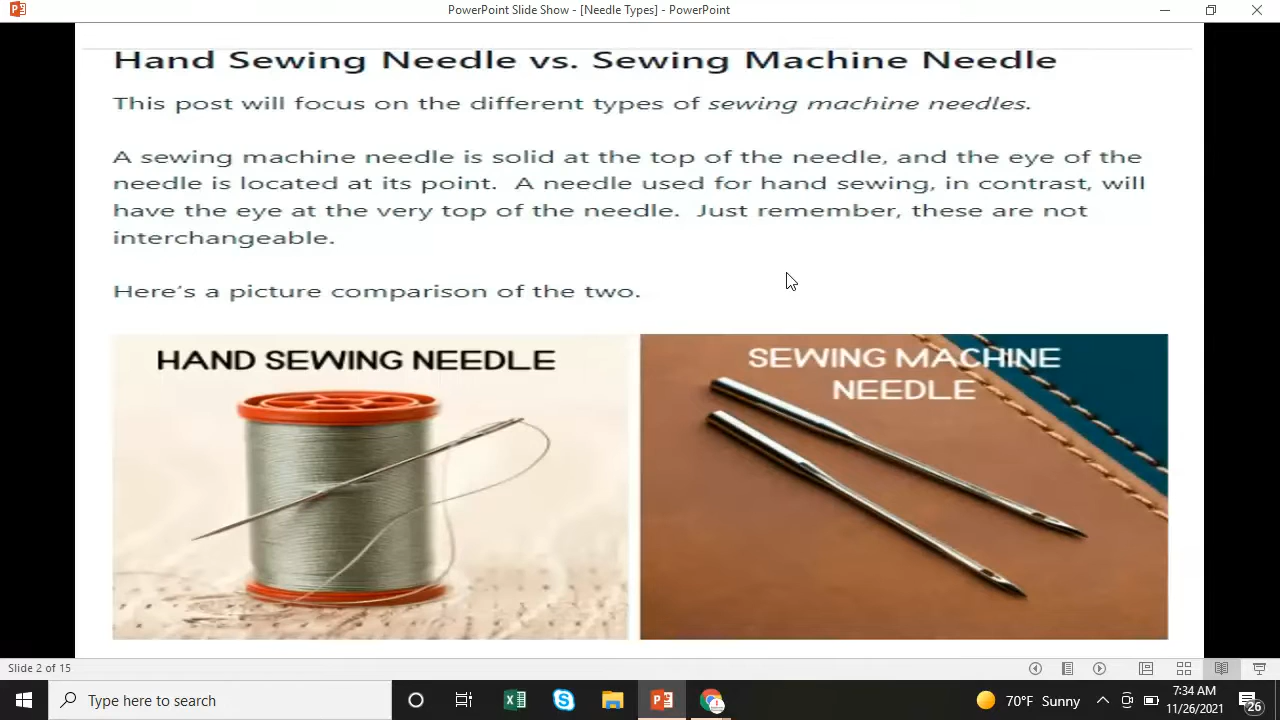 PowerPoint Slide Show - [Needle Types] - PowerPoint
Hand Sewing Needle vs. Sewing Machine Needle
This post will focus on the different types of sewing machine needles.
A sewing machine needle is solid at the top of the needle, and the eye of the
needle is located at its point. A needle used for hand sewing, in contrast, will
have the eye at the very top of the needle. Just remember, these are not
interchangeable.
Here's a picture comparison of the two.
HAND SEWING NEEDLE
SEWING MACHINE
NEEDLE
Slide 2 of 15
Type here to search
70°F Sunny
7:34 AM
11/26/2021
26